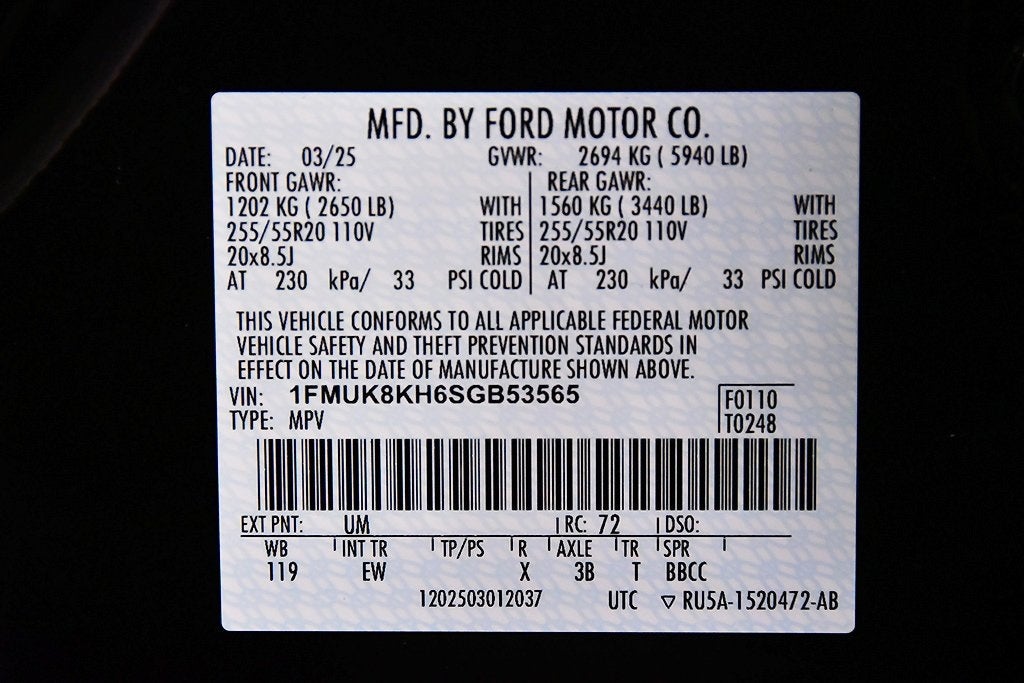 MFD. BY FORD MOTOR CO.
DATE: 03/25 GVWR: 2694 KG ( 5940 LB)
FRONT GAWR: REAR GAWR:
1202 KG ( 2650 LB) WITH 1560 KG ( 3440 LB) WITH
255/55R20 110V TIRES 255/55R20 110V TIRES
20x8.5J RIMS 20x8.5J RIMS
AT 230 kPa/ 33 PSI COLD AT 230 kPa/ 33 PSI COLD
THIS VEHICLE CONFORMS TO ALL APPLICABLE FEDERAL MOTOR
VEHICLE SAFETY AND THEFT PREVENTION STANDARDS IN
EFFECT ON THE DATE OF MANUFACTURE SHOWN ABOVE.
VIN: 1FMUK8KH6SGB53565 F0110
TYPE: MPV T0248
EXT PNT: UM RC: 72 DSO:
WB INT TR TP/PS R AXLE TR SPR
119 EW X 3B T BBCC
1202503012037 UTC ▽ RU5A-1520472-AB